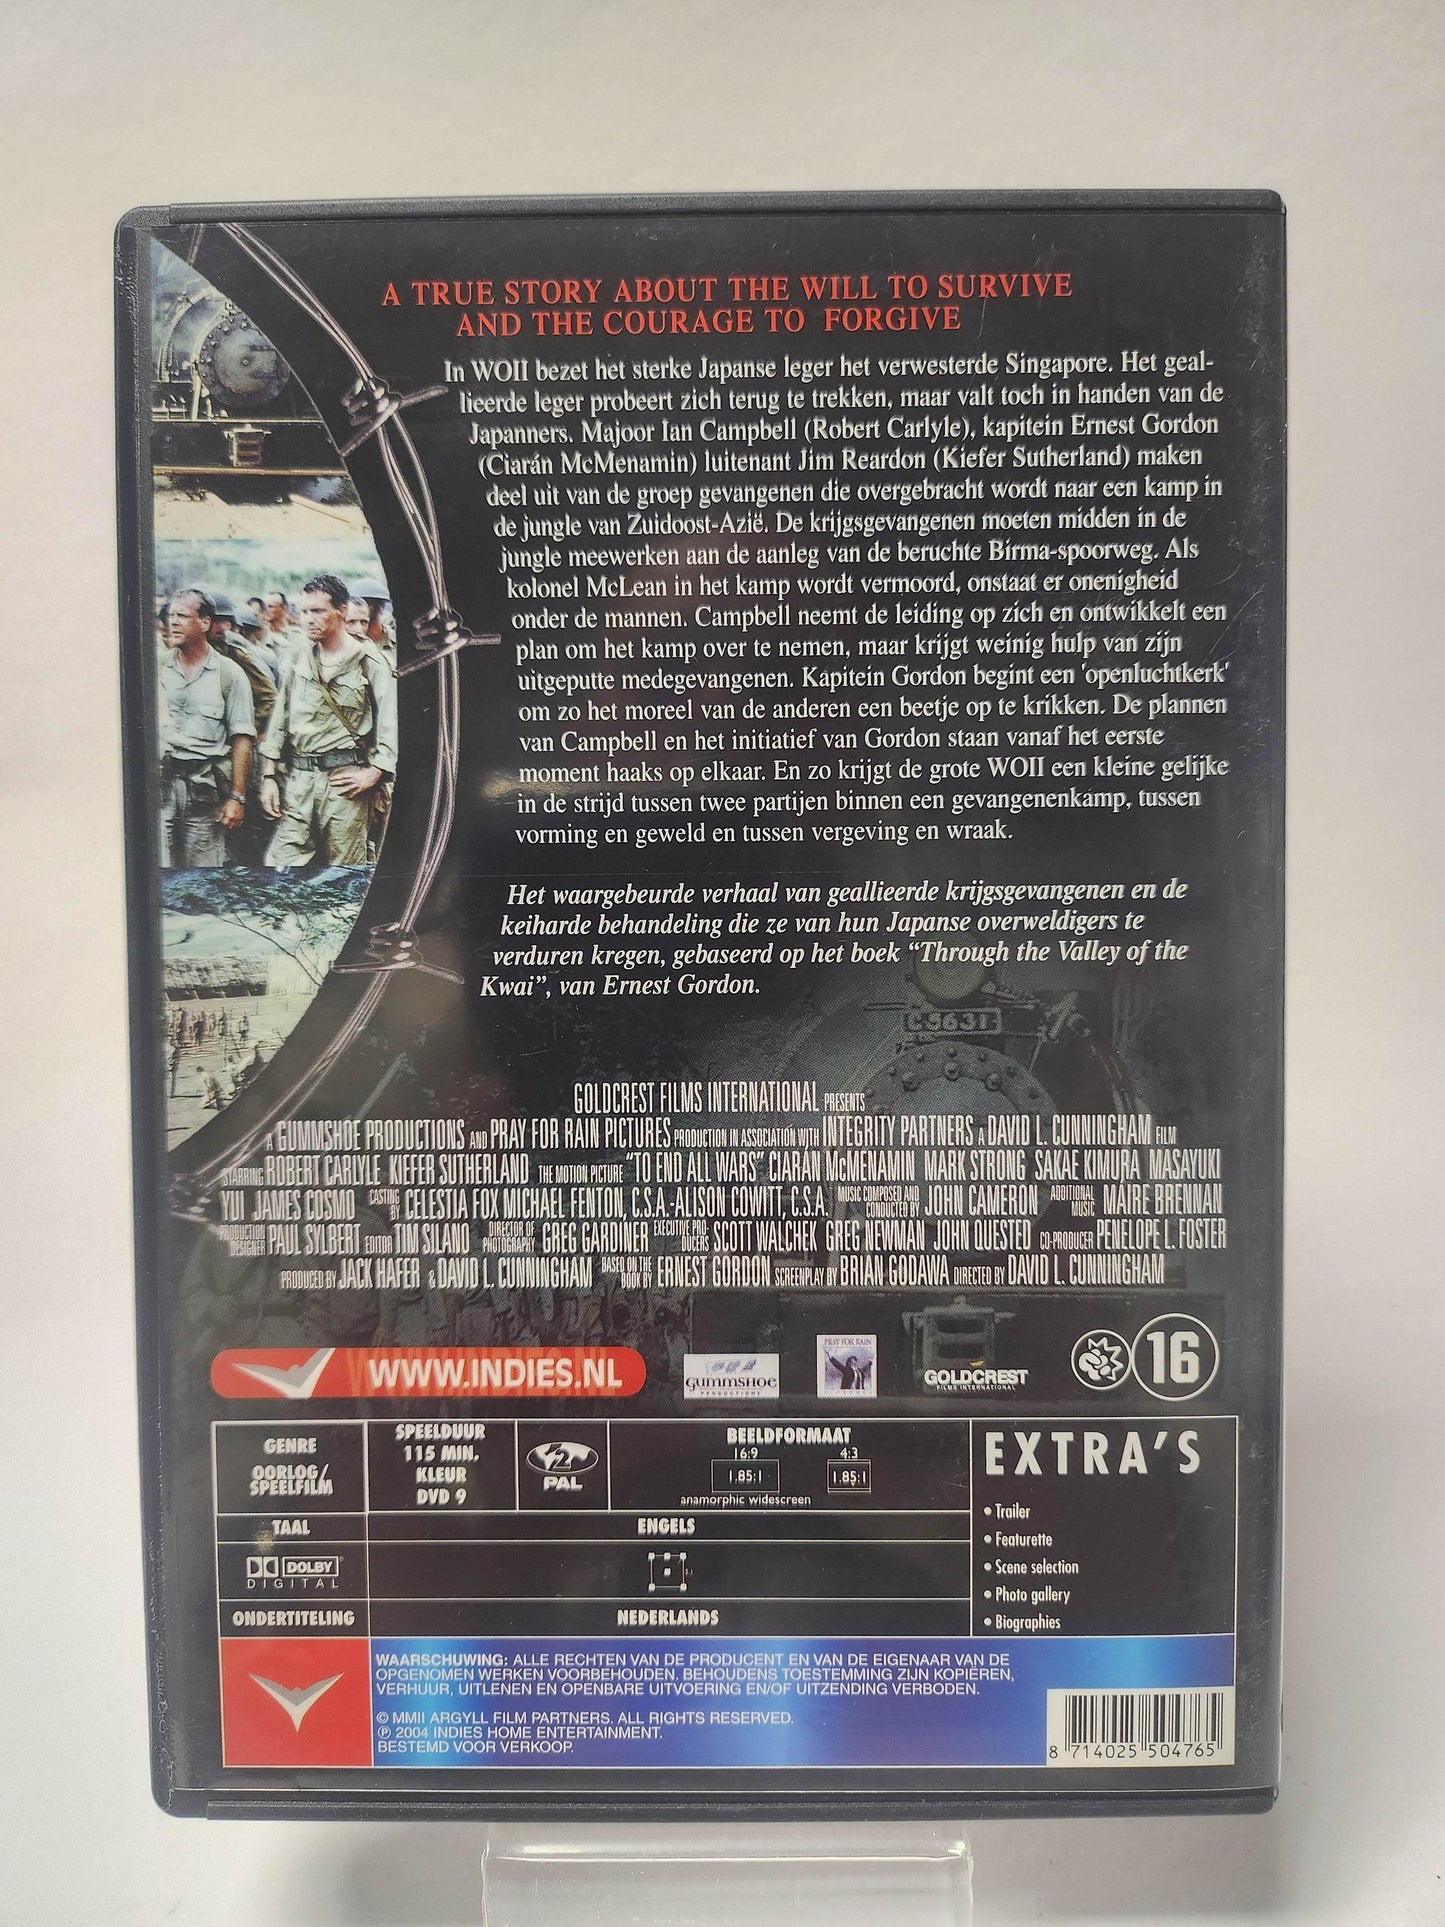 A TRUE STORY ABOUT THE WILL TO SURVIVE
AND THE COURAGE TO FORGIVE
In WOII bezet het sterke Japanse leger het verwesterde Singapore. Het geal-
lieerde leger probeert zich terug te trekken, maar valt toch in handen van de
Japanners. Majoor Ian Campbell (Robert Carlyle), kapitein Ernest Gordon
(Ciarán McMenamin) luitenant Jim Reardon (Kiefer Sutherland) maken
deel uit van de groep gevangenen die overgebracht wordt naar een kamp in
de jungle van Zuidoost-Azië. De krijgsgevangenen moeten midden in de
jungle meewerken aan de aanleg van de beruchte Birma-spoorweg. Als
kolonel McLean in het kamp wordt vermoord, onstaat er onenigheid
onder de mannen. Campbell neemt de leiding op zich en ontwikkelt een
plan om het kamp over te nemen, maar krijgt weinig hulp van zijn
uitgeputte medegevangenen. Kapitein Gordon begint een 'openluchtkerk'
om zo het moreel van de anderen een beetje op te krikken. De plannen
van Campbell en het initiatief van Gordon staan vanaf het eerste
moment haaks op elkaar. En zo krijgt de grote WOII een kleine gelijke
in de strijd tussen twee partijen binnen een gevangenenkamp, tussen
vorming en geweld en tussen vergeving en wraak.
Het waargebeurde verhaal van geallieerde krijgsgevangenen en de
keiharde behandeling die ze van hun Japanse overweldigers te
verduren kregen, gebaseerd op het boek “Through the Valley of the
Kwai”, van Ernest Gordon.
C5631
GOLDCREST FILMS INTERNATIONAL PRESENTS
A GUMMSHOE PRODUCTIONS AND PRAY FOR RAIN PICTURES PRODUCTION IN ASSOCIATION WITH INTEGRITY PARTNERS A DAVID L. CUNNINGHAM FILM
STARRING ROBERT CARLYLE KIEFER SUTHERLAND THE MOTION PICTURE "TO END ALL WARS" CIARÁN McMENAMIN MARK STRONG SAKAE KIMURA MASAYUKI
YUI JAMES COSMO CASTING BY CELESTIA FOX MICHAEL FENTON, C.S.A.-ALISON COWITT, C.S.A. MUSIC COMPOSED AND CONDUCTED BY JOHN CAMERON ADDITIONAL MUSIC MAIRE BRENNAN
PRODUCTION DESIGNER PAUL SYLBERT EDITOR TIM SILANO DIRECTOR OF PHOTOGRAPHY GREG GARDINER EXECUTIVE PRO-DUCERS SCOTT WALCHEK GREG NEWMAN JOHN QUESTED CO-PRODUCER PENELOPE L. FOSTER
PRODUCED BY JACK HAFER & DAVID L. CUNNINGHAM BASED ON THE BOOK BY ERNEST GORDON SCREENPLAY BY BRIAN GODAWA DIRECTED BY DAVID L. CUNNINGHAM
WWW.INDIES.NL
GUMMSHOE
PRODUCTIONS
PRAY FOR RAIN
PICTURES
GOLDCREST
FILMS INTERNATIONAL
16
GENRE
OORLOG/
SPEELFILM
SPEELDUUR
115 MIN.
KLEUR
DVD 9
2
PAL
BEELDFORMAAT
16:9 4:3
1.85:1 1.85:1
anamorphic widescreen
TAAL
ENGELS
DOLBY
DIGITAL
5.1
ONDERTITELING
NEDERLANDS
EXTRA'S
• Trailer
• Featurette
• Scene selection
• Photo gallery
• Biographies
WAARSCHUWING: ALLE RECHTEN VAN DE PRODUCENT EN VAN DE EIGENAAR VAN DE
OPGENOMEN WERKEN VOORBEHOUDEN. BEHOUDENS TOESTEMMING ZIJN KOPIËREN,
VERHUUR, UITLENEN EN OPENBARE UITVOERING EN/OF UITZENDING VERBODEN.
© MMII ARGYLL FILM PARTNERS. ALL RIGHTS RESERVED.
℗ 2004 INDIES HOME ENTERTAINMENT.
BESTEMD VOOR VERKOOP.
8 714025 504765